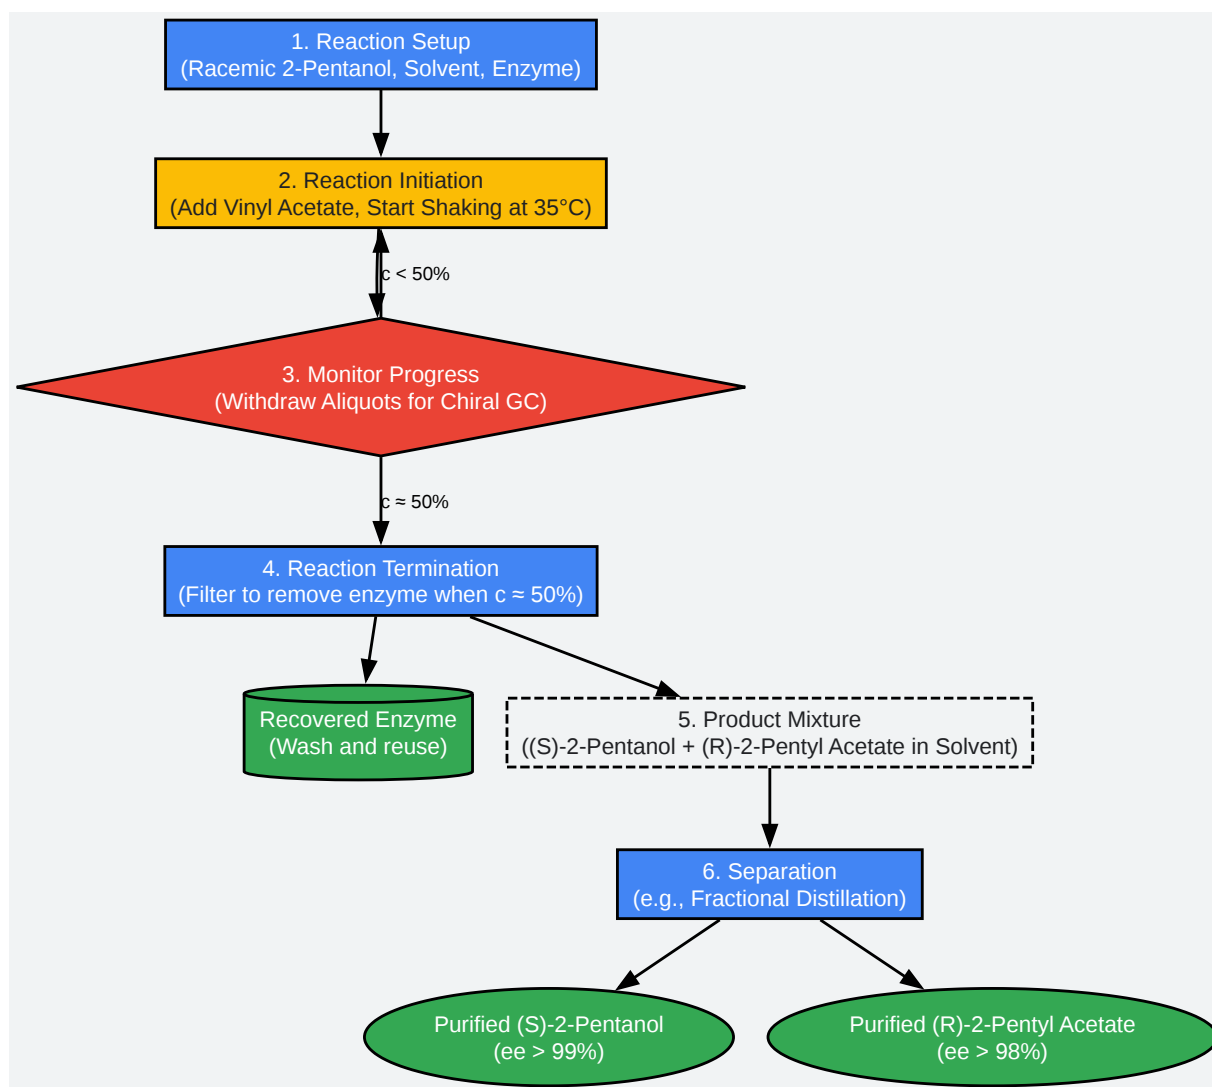 1. Reaction Setup
(Racemic 2-Pentanol, Solvent, Enzyme)
2. Reaction Initiation
(Add Vinyl Acetate, Start Shaking at 35°C)
c < 50%
3. Monitor Progress
(Withdraw Aliquots for Chiral GC)
c ≈ 50%
4. Reaction Termination
(Filter to remove enzyme when c ≈ 50%)
Recovered Enzyme
(Wash and reuse)
5. Product Mixture
((S)-2-Pentanol + (R)-2-Pentyl Acetate in Solvent)
6. Separation
(e.g., Fractional Distillation)
Purified (S)-2-Pentanol
(ee > 99%)
Purified (R)-2-Pentyl Acetate
(ee > 98%)